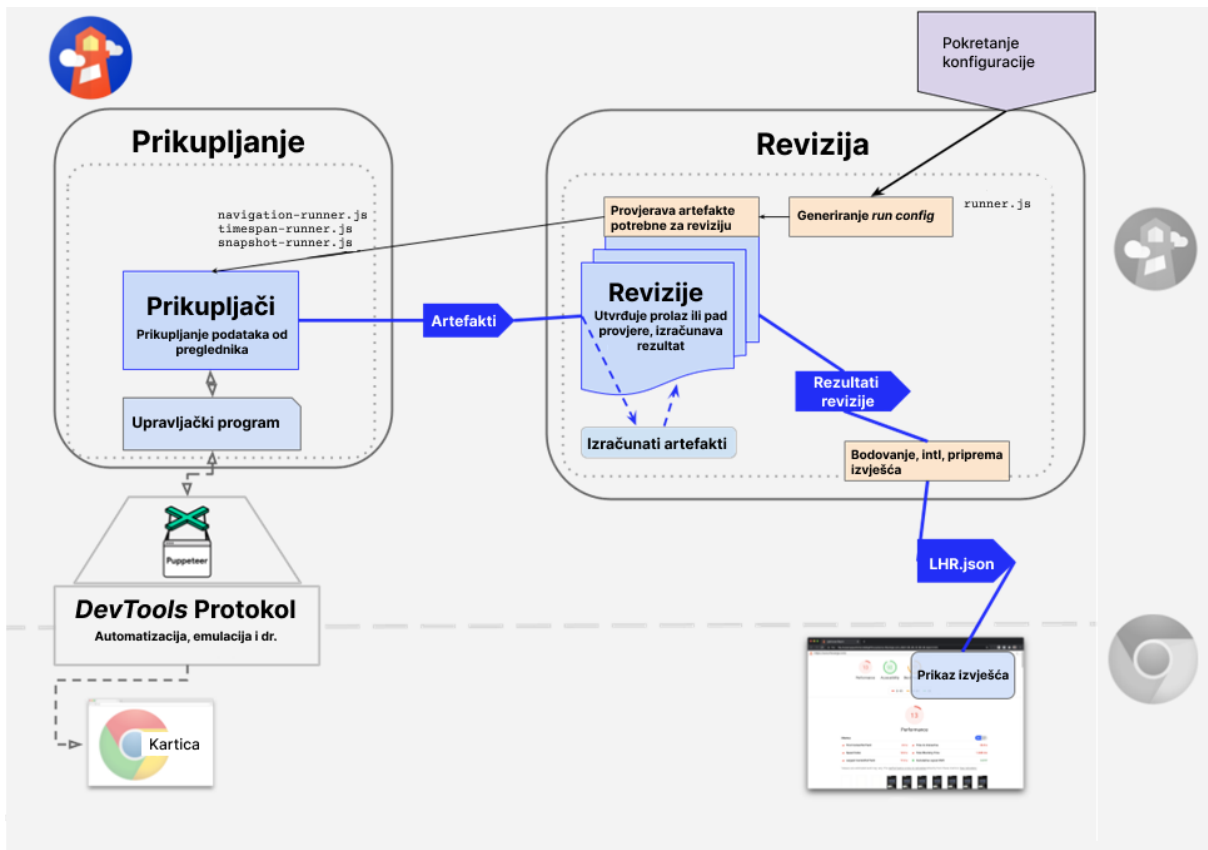 Pokretanje
konfiguracije
Prikupljanje
Revizija
navigation-runner.js
timespan-runner.js
snapshot-runner.js
Provjerava artefakte
potrebne za reviziju
Generiranje run config
runner.js
Prikupljači
Prikupljanje podataka od
preglednika
Artefakti
Revizije
Utvrđuje prolaz ili pad
provjere, izračunava
rezultat
Rezultati
revizije
Upravljački program
Izračunati artefakti
Bodovanje, intl, priprema
izvješća
Puppeteer
LHR.json
DevTools Protokol
Automatizacija, emulacija i dr.
Prikaz izvješća
Kartica
13
Performance